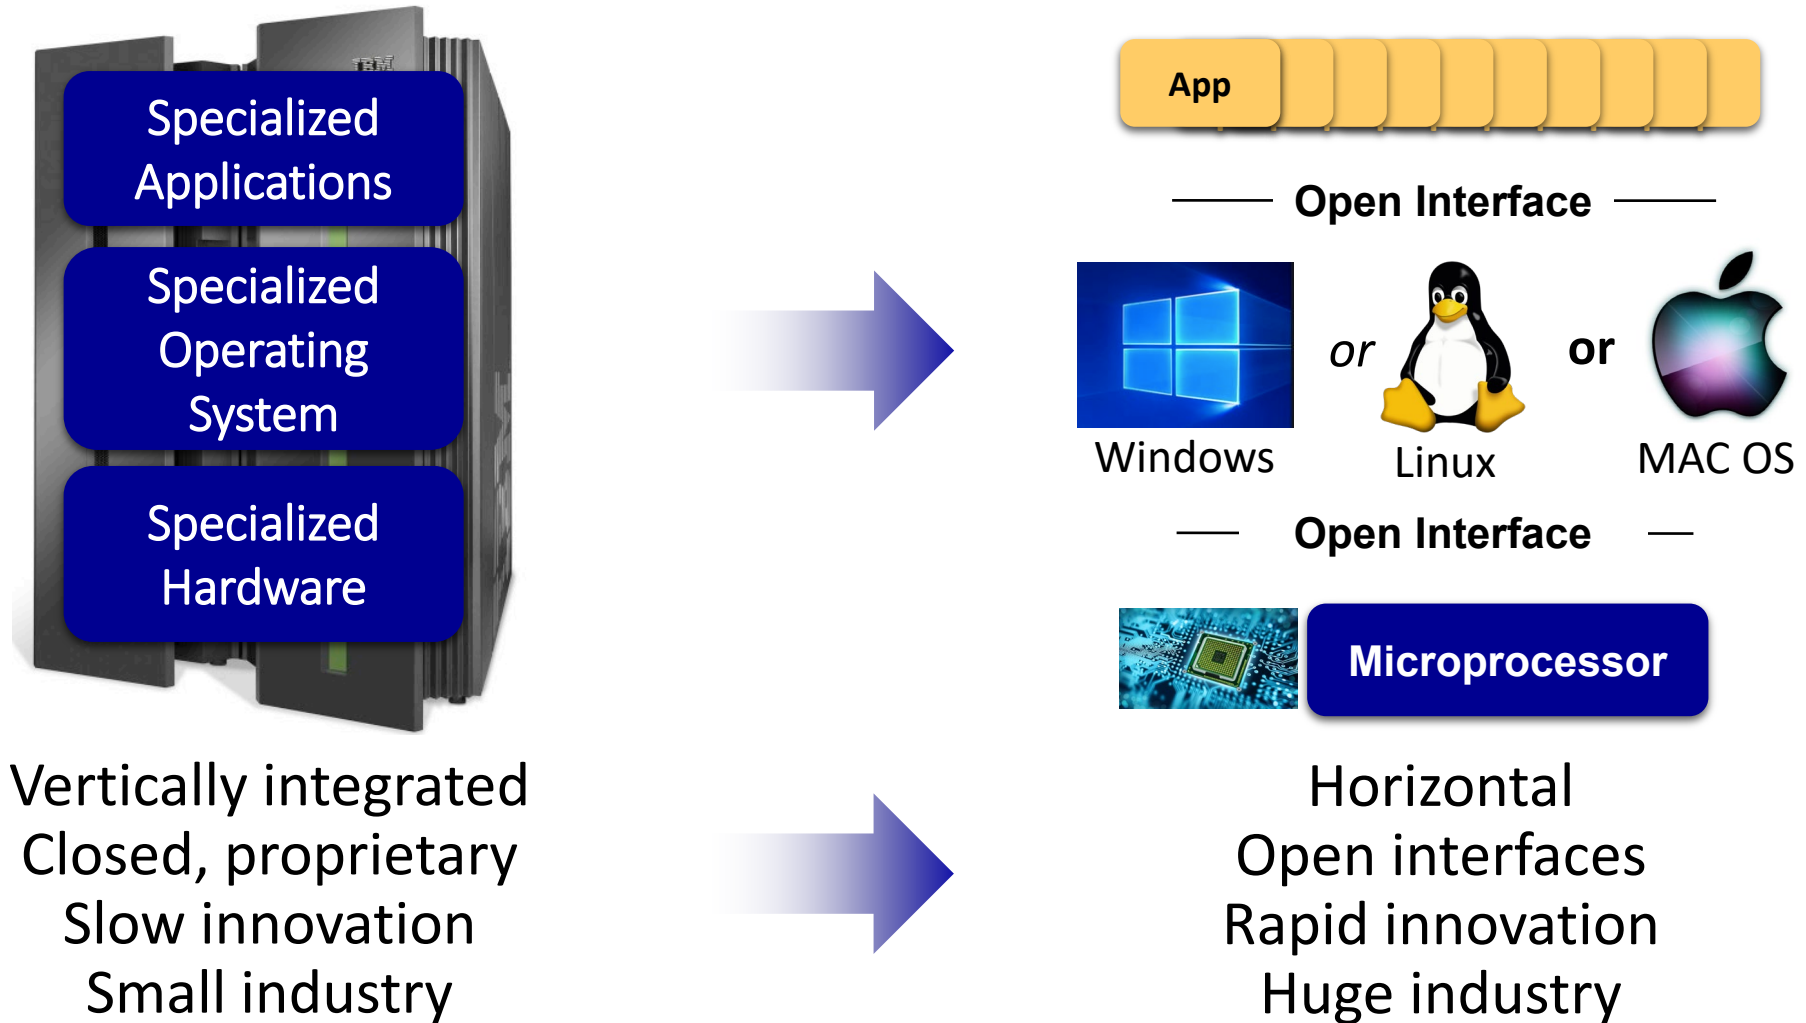 IBM
Specialized
Applications
Specialized
Operating
System
Specialized
Hardware
Vertically integrated
Closed, proprietary
Slow innovation
Small industry
App
Open Interface
or
or
Windows
Linux
MAC OS
Open Interface
Microprocessor
Horizontal
Open interfaces
Rapid innovation
Huge industry